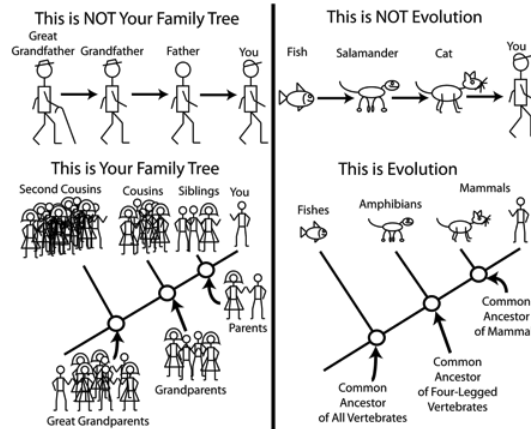 This is NOT Your Family Tree
Great
Grandfather
Grandfather
Father
You
This is Your Family Tree
Second Cousins
Cousins
Siblings
You
Parents
Grandparents
Great Grandparents
This is NOT Evolution
Fish
Salamander
Cat
You
This is Evolution
Fishes
Amphibians
Mammals
Common
Ancestor
of Mamma
Common
Ancestor
of Four-Legged
Vertebrates
Common
Ancestor
of All Vertebrates